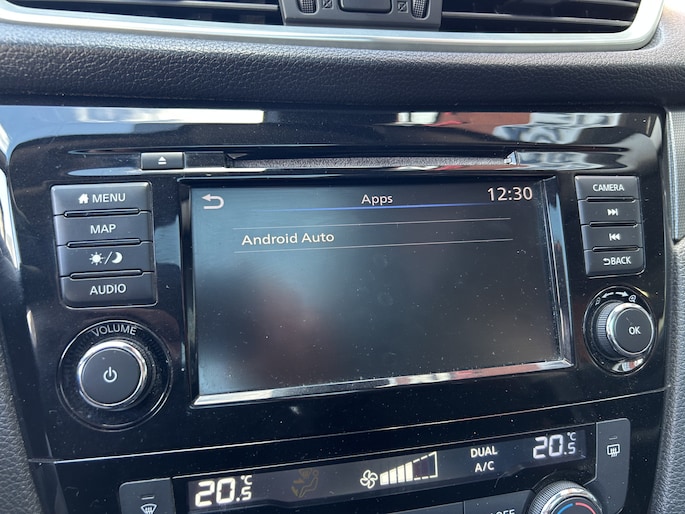 MENU
MAP
AUDIO
VOLUME
Apps
12:30
Android Auto
CAMERA
BACK
OK
20.5 °C
DUAL
A/C
20.5 °C